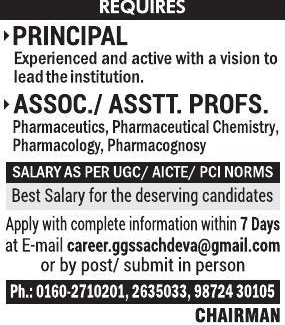 REQUIRES
PRINCIPAL
Experienced and active with a vision to
lead the institution.
ASSOC./ ASSTT. PROFS.
Pharmaceutics, Pharmaceutical Chemistry,
Pharmacology, Pharmacognosy
SALARY AS PER UGC/ AICTE/ PCI NORMS
Best Salary for the deserving candidates
Apply with complete information within 7 Days
at E-mail career.ggssachdeva@gmail.com
or by post/ submit in person
Ph.: 0160-2710201, 2635033, 98724 30105
CHAIRMAN